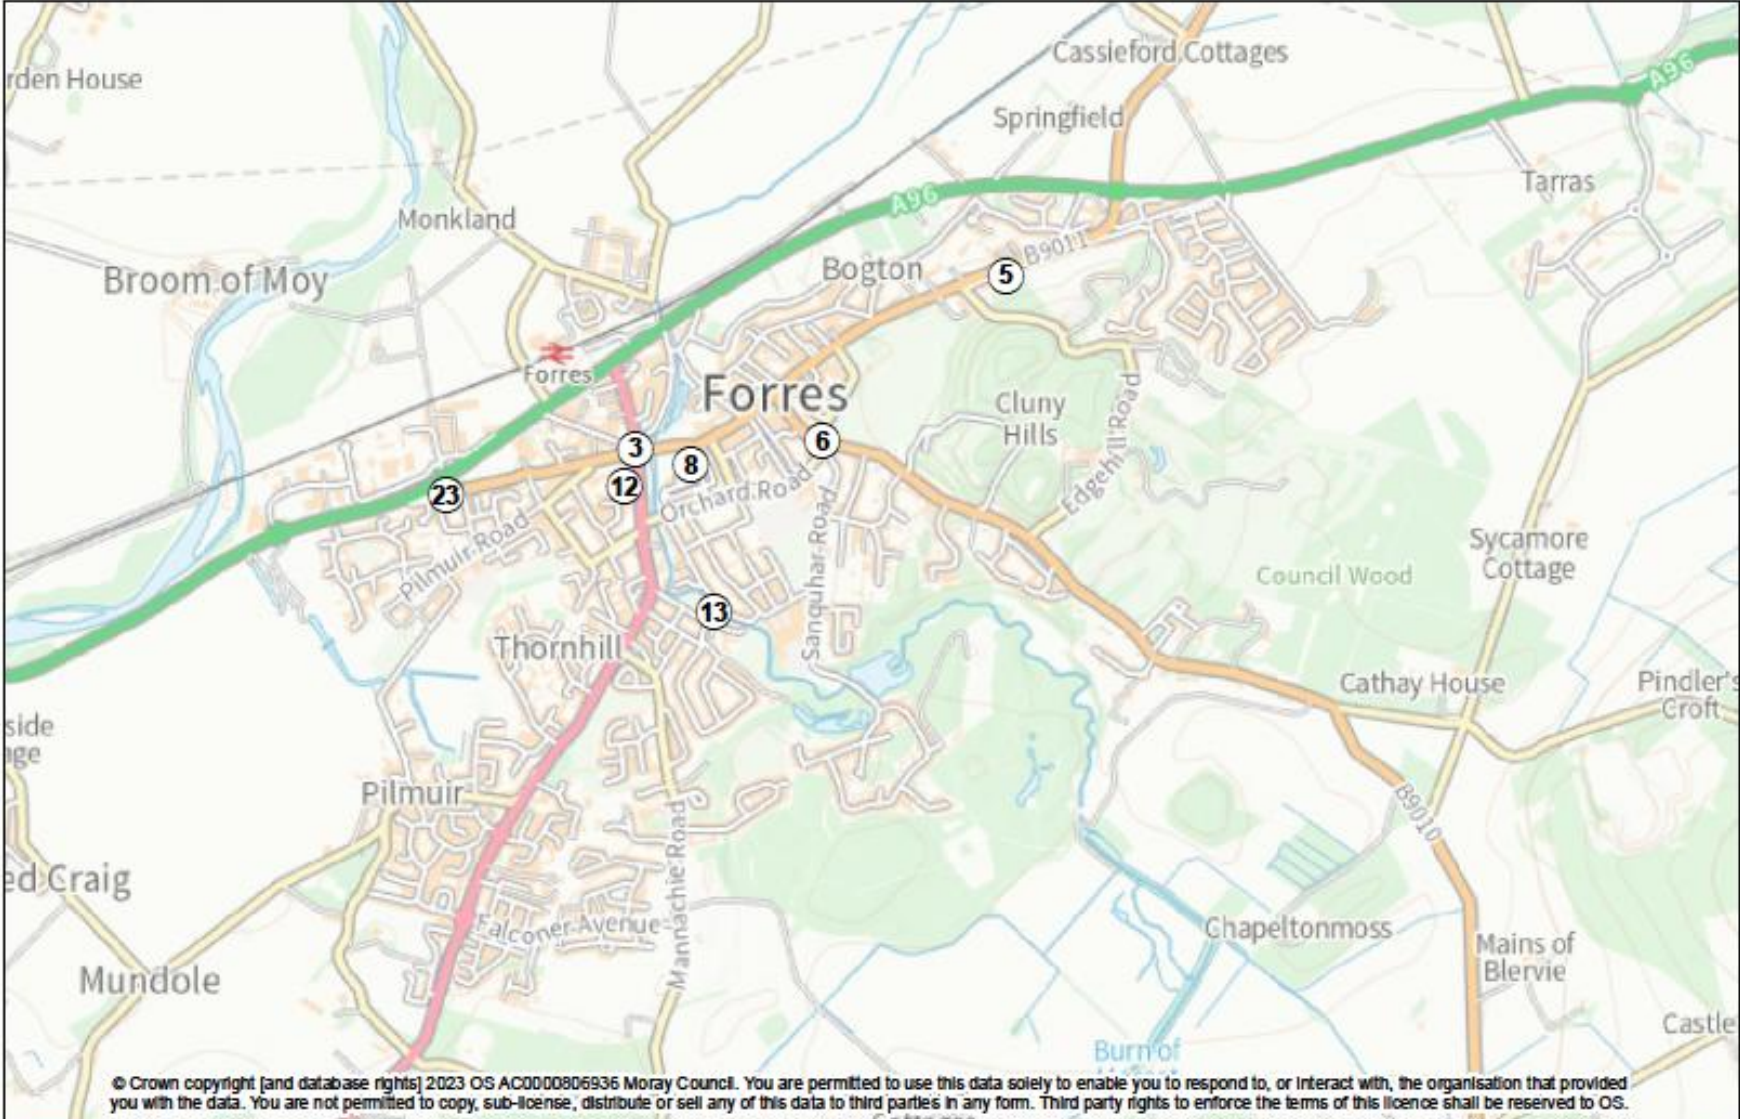 Cassieford Cottages
rden House
A96
Springfield
Tarras
A96
Monkland
B9011
Bogton
5
Broom of Moy
Forres
Forres
Cluny
Hills
Edgehill Road
3
6
8
12
23
Orchard Road
Pilmuir Road
Sanquhar Road
Sycamore
Cottage
Council Wood
13
Thornhill
Cathay House
Pindler's
Croft
side
age
Pilmuir
B9010
Mannachie Road
ed Craig
Falconer Avenue
Chapeltonmoss
Mains of
Blervie
Mundole
Castle
Burn of
© Crown copyright [and database rights] 2023 OS AC0000806936 Moray Council. You are permitted to use this data solely to enable you to respond to, or interact with, the organisation that provided
you with the data. You are not permitted to copy, sub-license, distribute or sell any of this data to third parties in any form. Third party rights to enforce the terms of this licence shall be reserved to OS.